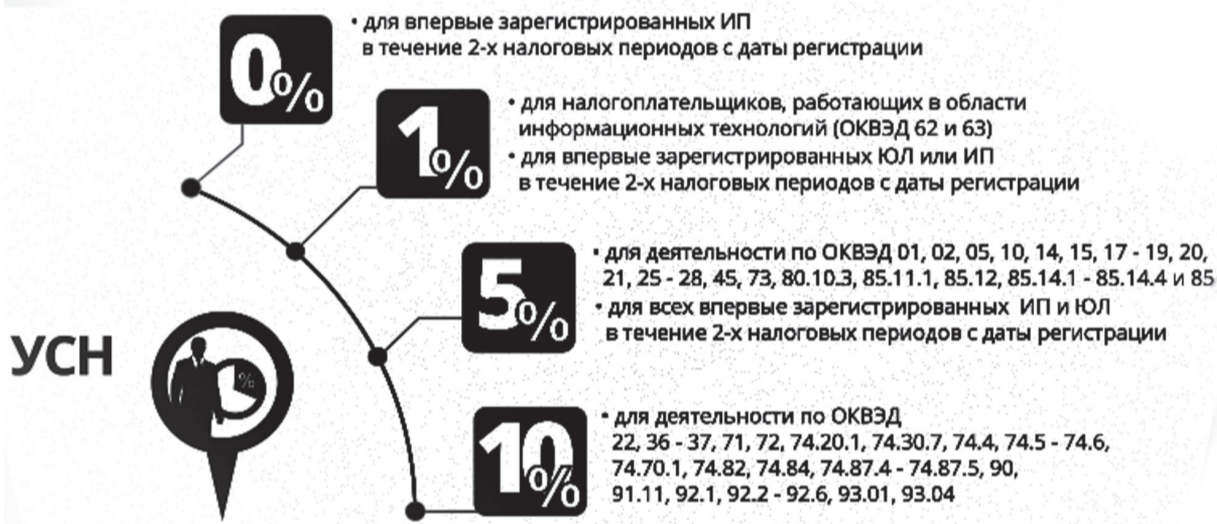 0%
• для впервые зарегистрированных ИП
в течение 2-х налоговых периодов с даты регистрации
1%
• для налогоплательщиков, работающих в области
информационных технологий (ОКВЭД 62 и 63)
• для впервые зарегистрированных ЮЛ или ИП
в течение 2-х налоговых периодов с даты регистрации
5%
• для деятельности по ОКВЭД 01, 02, 05, 10, 14, 15, 17 - 19, 20,
21, 25 - 28, 45, 73, 80.10.3, 85.11.1, 85.12, 85.14.1 - 85.14.4 и 85
• для всех впервые зарегистрированных ИП и ЮЛ
в течение 2-х налоговых периодов с даты регистрации
УСН
%
10%
• для деятельности по ОКВЭД
22, 36 - 37, 71, 72, 74.20.1, 74.30.7, 74.4, 74.5 - 74.6,
74.70.1, 74.82, 74.84, 74.87.4 - 74.87.5, 90,
91.11, 92.1, 92.2 - 92.6, 93.01, 93.04